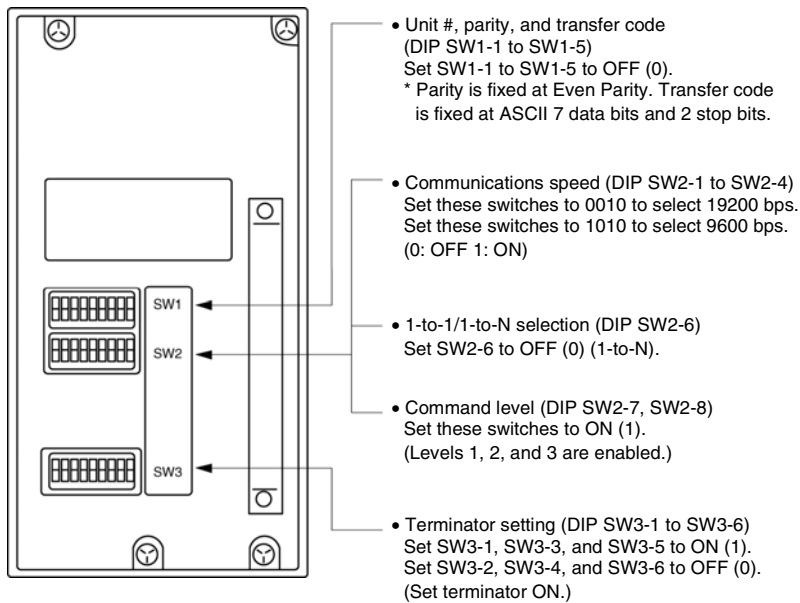 • Unit #, parity, and transfer code
(DIP SW1-1 to SW1-5)
Set SW1-1 to SW1-5 to OFF (0).
* Parity is fixed at Even Parity. Transfer code
is fixed at ASCII 7 data bits and 2 stop bits.
• Communications speed (DIP SW2-1 to SW2-4)
Set these switches to 0010 to select 19200 bps.
Set these switches to 1010 to select 9600 bps.
(0: OFF 1: ON)
SW1
• 1-to-1/1-to-N selection (DIP SW2-6)
Set SW2-6 to OFF (0) (1-to-N).
SW2
• Command level (DIP SW2-7, SW2-8)
Set these switches to ON (1).
(Levels 1, 2, and 3 are enabled.)
SW3
• Terminator setting (DIP SW3-1 to SW3-6)
Set SW3-1, SW3-3, and SW3-5 to ON (1).
Set SW3-2, SW3-4, and SW3-6 to OFF (0).
(Set terminator ON.)